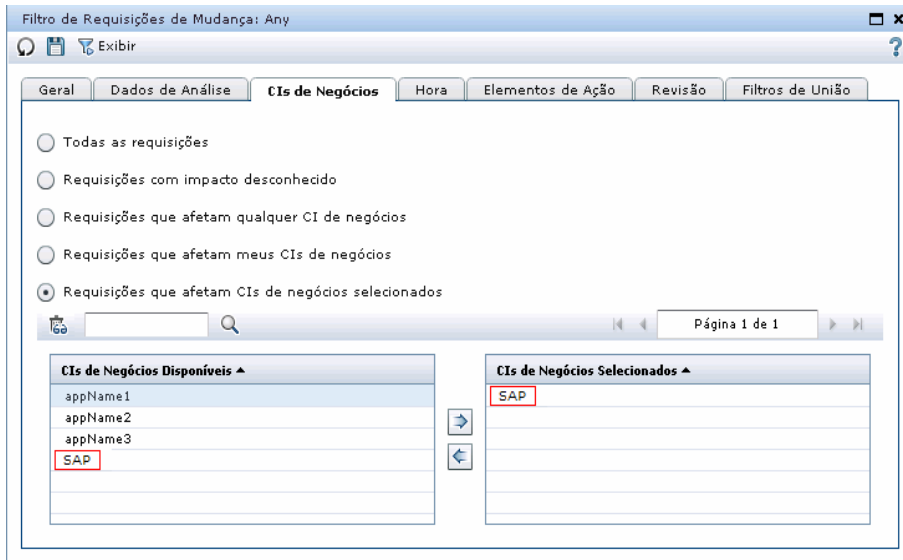 Filtro de Requisições de Mudança: Any
Exibir
Geral Dados de Análise CIs de Negócios Hora Elementos de Ação Revisão Filtros de União
Todas as requisições
Requisições com impacto desconhecido
Requisições que afetam qualquer CI de negócios
Requisições que afetam meus CIs de negócios
Requisições que afetam CIs de negócios selecionados
Página 1 de 1
CIs de Negócios Disponíveis CIs de Negócios Selecionados
appName1 SAP
appName2
appName3
SAP